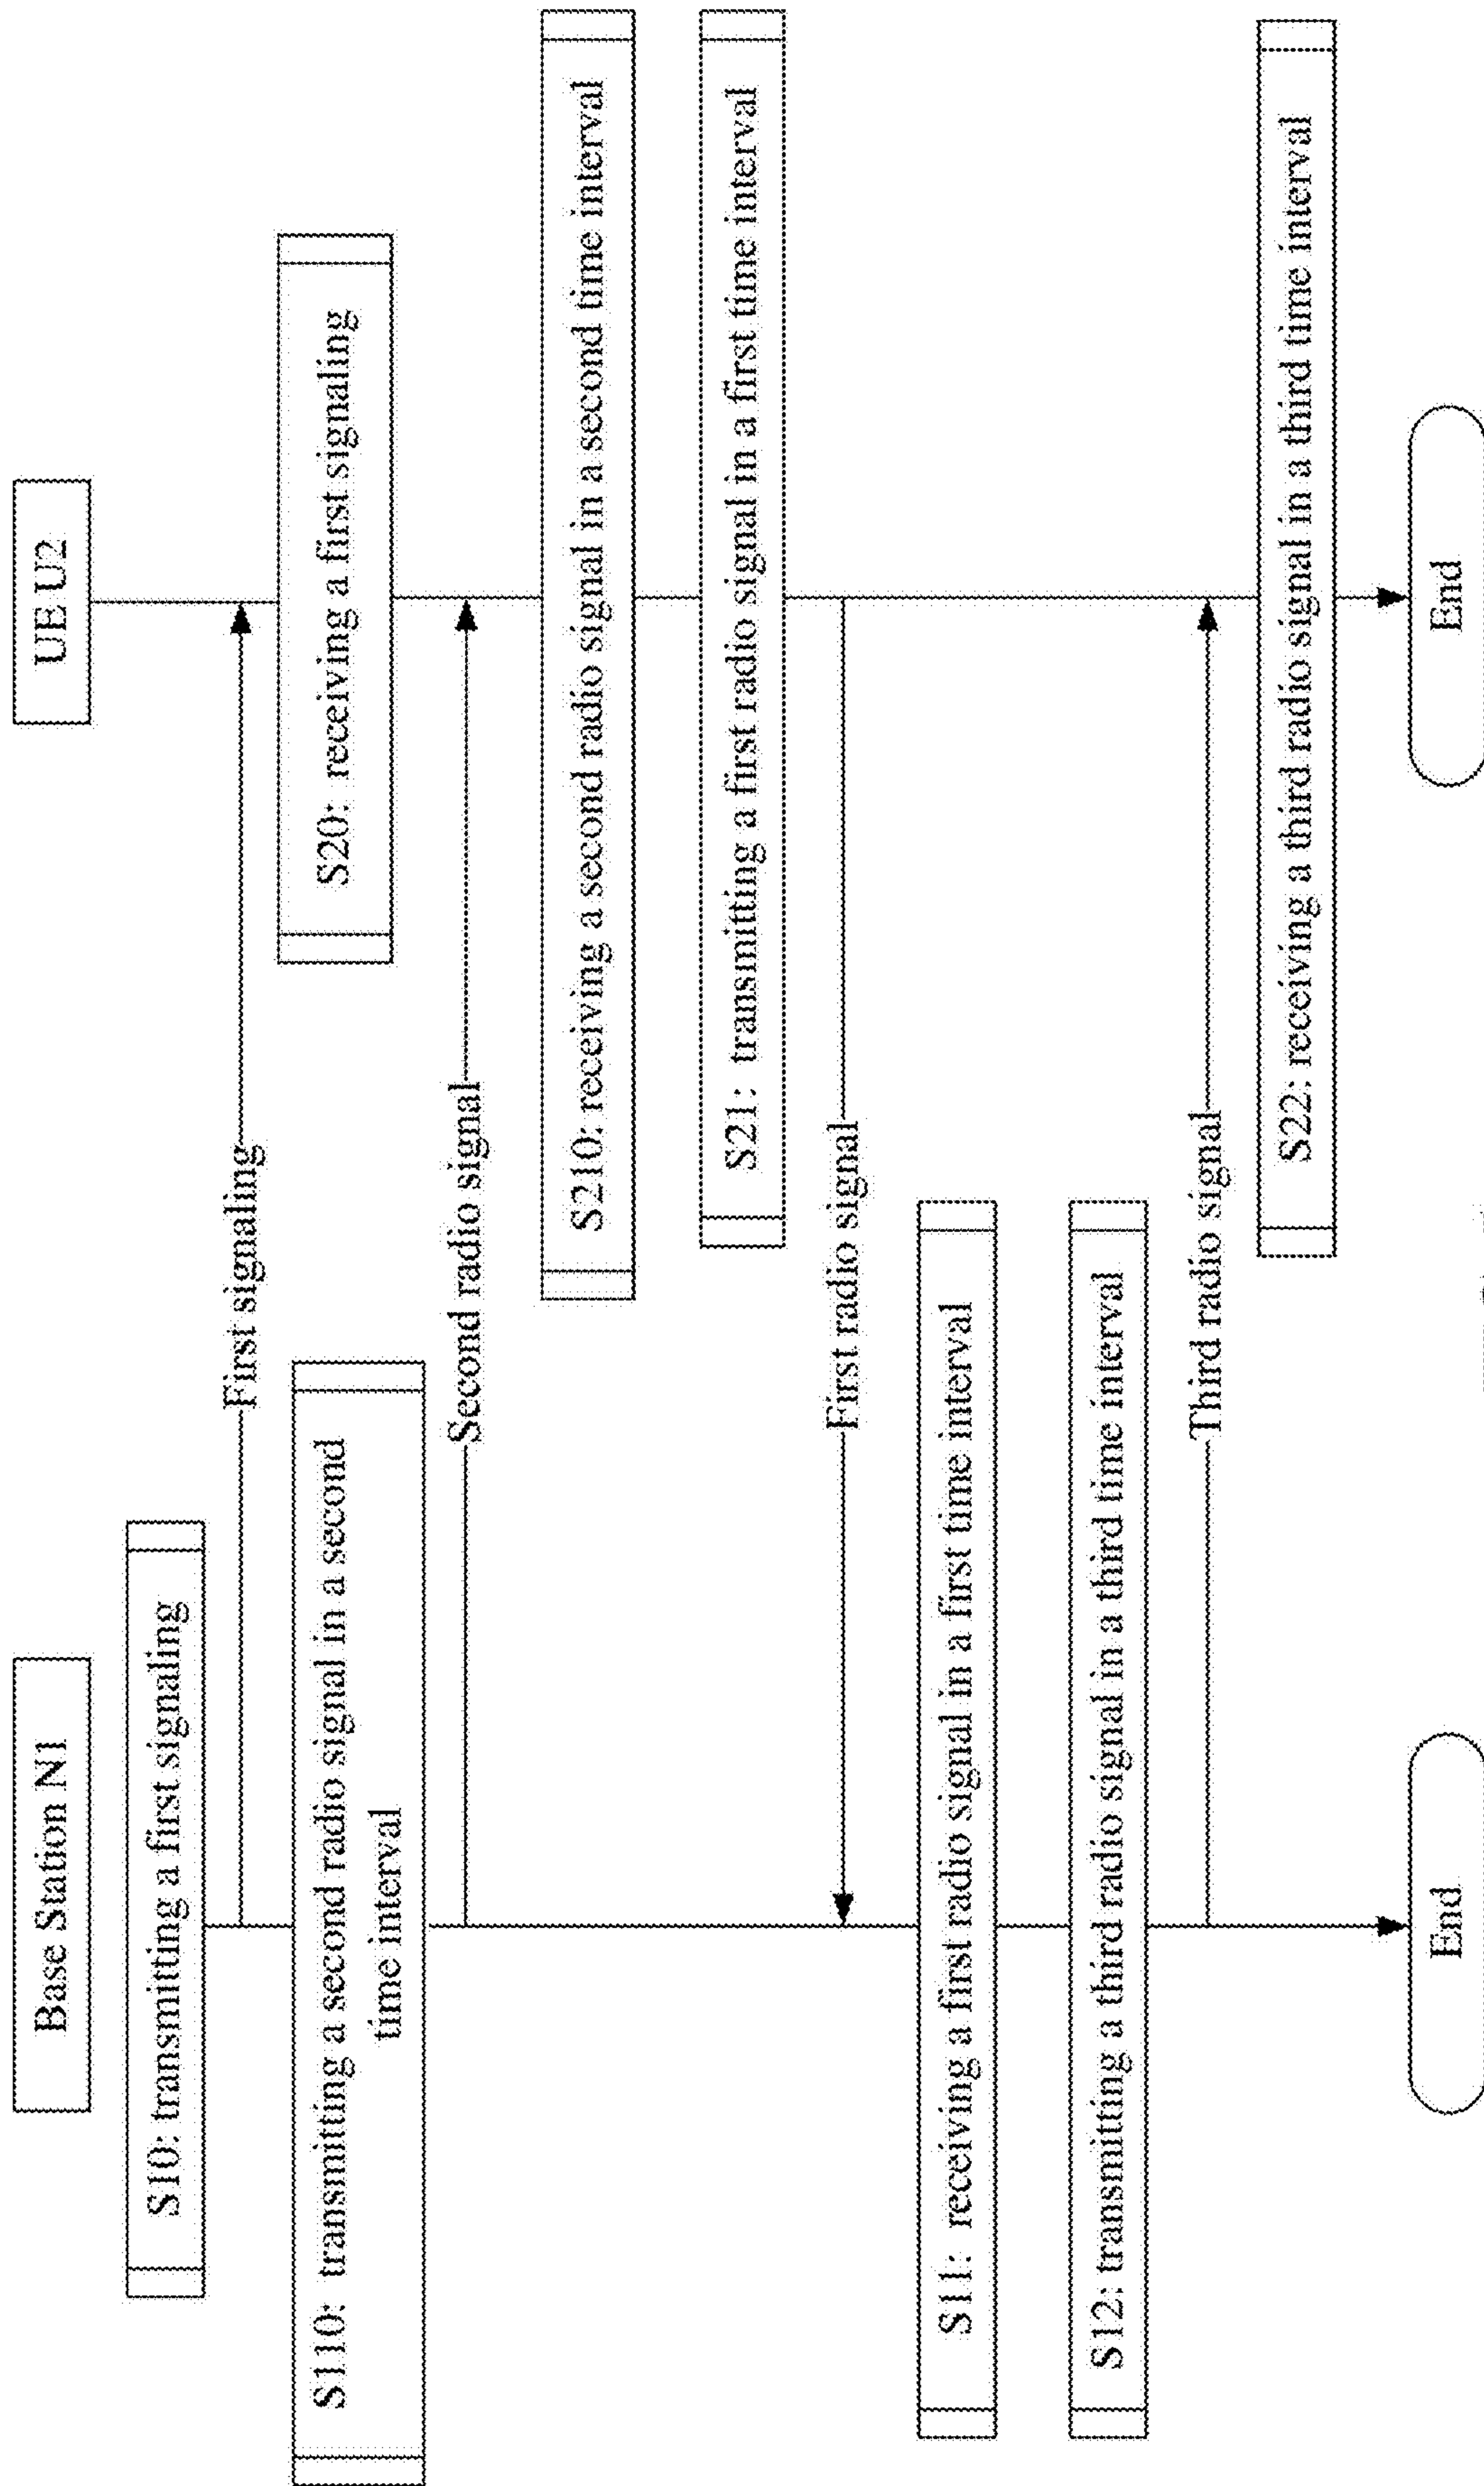 Base Station N1
UE U2
S10: transmitting a first signaling
First signaling
S20: receiving a first signaling
S110: transmitting a second radio signal in a second
time interval
Second radio signal
S210: receiving a second radio signal in a second time interval
S21: transmitting a first radio signal in a first time interval
First radio signal
S11: receiving a first radio signal in a first time interval
S12: transmitting a third radio signal in a third time interval
Third radio signal
S22: receiving a third radio signal in a third time interval
End
End